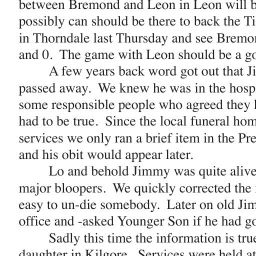 between Bremond and Leon in Leon will b
possibly can should be there to back the Ti
in Thorndale last Thursday and see Bremo
and 0. The game with Leon should be a go
A few years back word got out that Ji
passed away. We knew he was in the hosp
some responsible people who agreed they
had to be true. Since the local funeral hom
services we only ran a brief item in the Pre
and his obit would appear later.
Lo and behold Jimmy was quite alive
major bloopers. We quickly corrected the
easy to un-die somebody. Later on old Jim
office and -asked Younger Son if he had go
Sadly this time the information is true
daughter in Kilgore. Services were held at